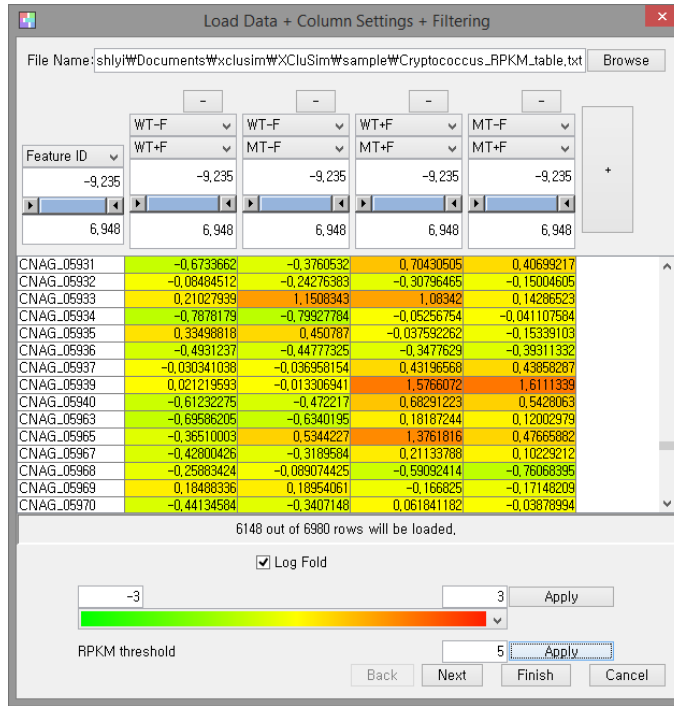 Load Data + Column Settings + Filtering
File Name: shlyi₩Documents₩xclusim₩XCluSim₩sample₩Cryptococcus_RPKM_table,txt Browse
- - - -
WT-F WT-F WT+F MT-F
Feature ID WT+F MT-F MT+F MT+F +
-9,235 -9,235 -9,235 -9,235 -9,235
6,948 6,948 6,948 6,948 6,948
CNAG_05931 -0,6733662 -0,3760532 0,70430505 0,40699217
CNAG_05932 -0,08484512 -0,24276383 -0,30796465 -0,15004605
CNAG_05933 0,21027939 1,1508343 1,08342 0,14286523
CNAG_05934 -0,7878179 -0,79927784 -0,05256754 -0,041107584
CNAG_05935 0,33498818 0,450787 -0,037592262 -0,15339103
CNAG_05936 -0,4931237 -0,44777325 -0,3477629 -0,39311332
CNAG_05937 -0,030341038 -0,036958154 0,43196568 0,43858287
CNAG_05939 0,021219593 -0,013306941 1,5766072 1,6111339
CNAG_05940 -0,61232275 -0,472217 0,68291223 0,5428063
CNAG_05963 -0,69586205 -0,6340195 0,18187244 0,12002979
CNAG_05965 -0,36510003 0,5344227 1,3761816 0,47665882
CNAG_05967 -0,42800426 -0,3189584 0,21133788 0,10229212
CNAG_05968 -0,25883424 -0,089074425 -0,59092414 -0,76068395
CNAG_05969 0,18488336 0,18954061 -0,166825 -0,17148209
CNAG_05970 -0,44134584 -0,3407148 0,061841182 -0,03878994
6148 out of 6980 rows will be loaded,
Log Fold
-3 3 Apply
RPKM threshold 5 Apply
Back Next Finish Cancel